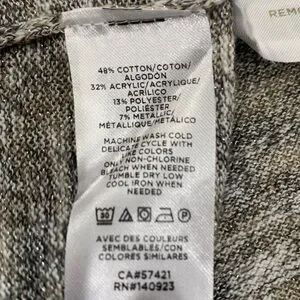 REM
48% COTTON/COTON/
ALGODÓN
32% ACRYLIC/ACRYLIQUE/
ACRÍLICO
13% POLYESTER/
POLIÉSTER
7% METALLIC/
MÉTALLIQUE/METÁLICO
MACHINE WASH COLD
DELICATE CYCLE WITH
LIKE COLORS
ONLY NON-CHLORINE
BLEACH WHEN NEEDED
TUMBLE DRY LOW
COOL IRON WHEN
NEEDED
30
AVEC DES COULEURS
SEMBLABLES/CON
COLORES SIMILARES
CA#57421
RN#140923